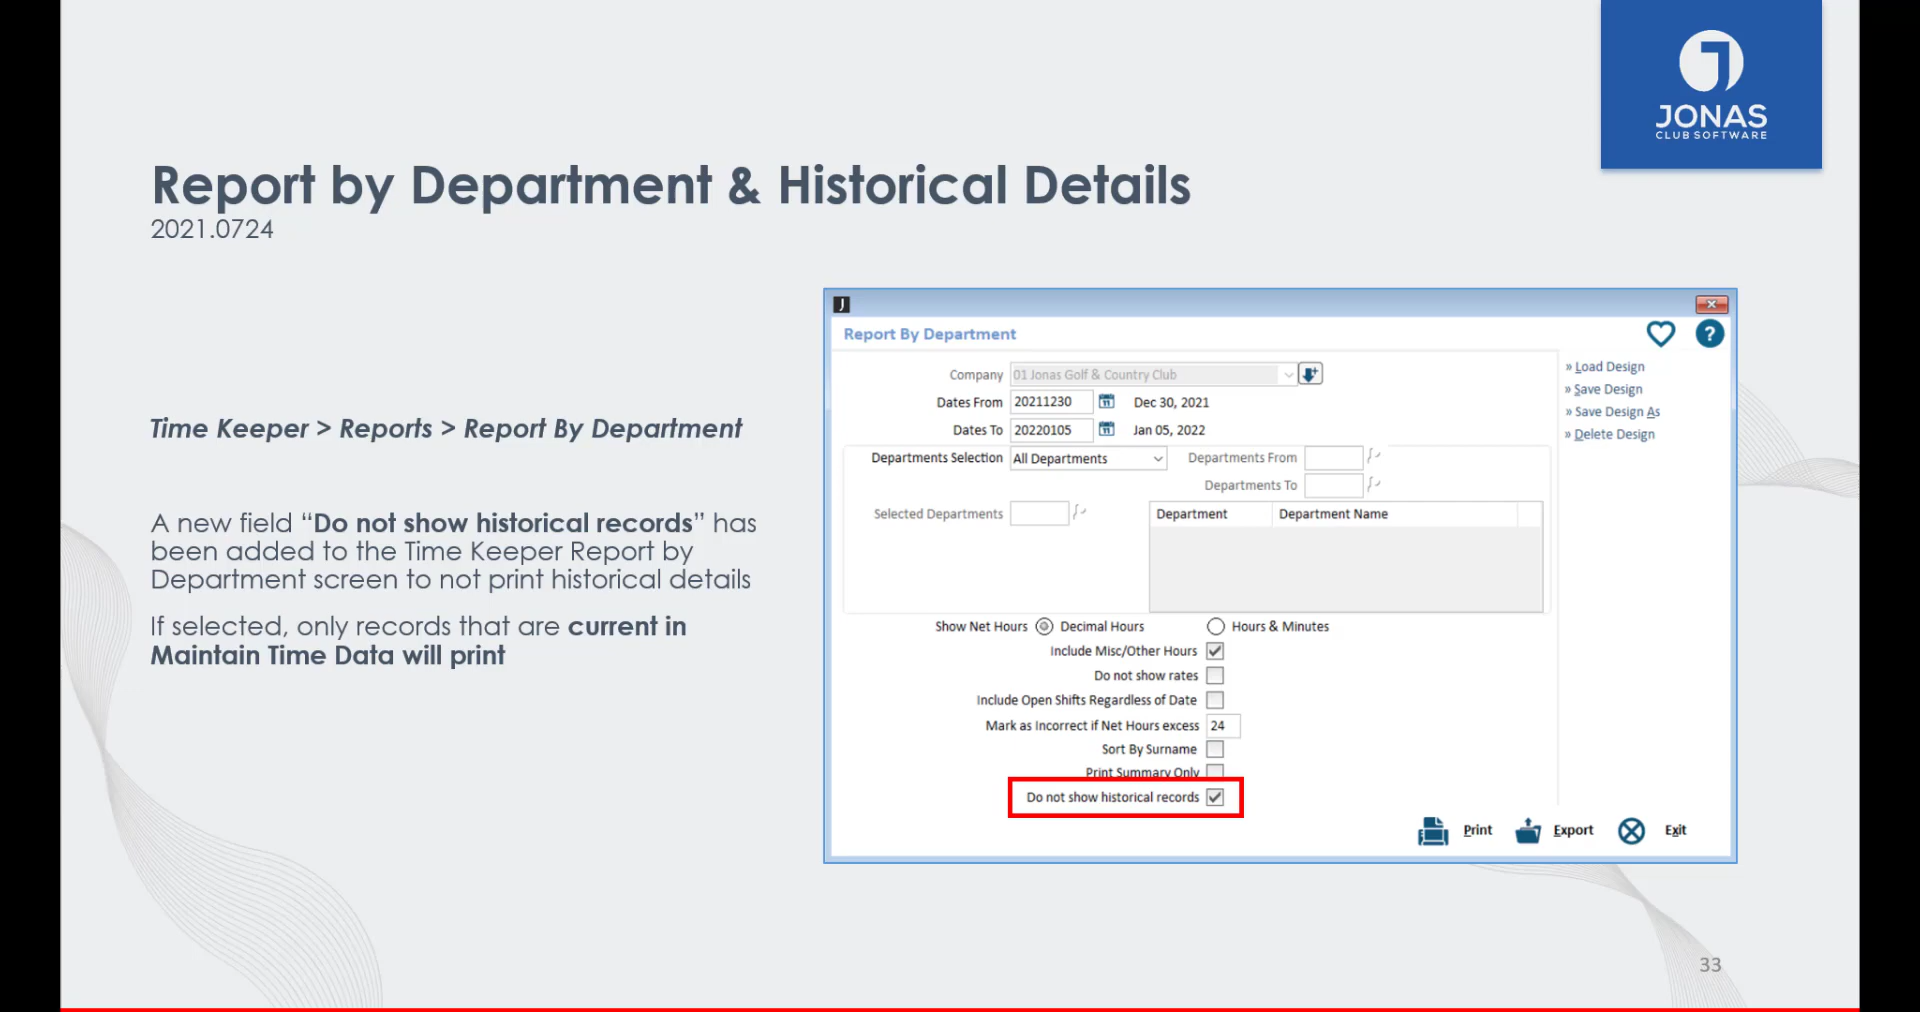 JONAS
CLUB SOFTWARE
Report by Department & Historical Details
2021.0724
Time Keeper > Reports > Report By Department
A new field “Do not show historical records” has
been added to the Time Keeper Report by
Department screen to not print historical details
If selected, only records that are current in
Maintain Time Data will print
J
Report By Department
?
Company 01 Jonas Golf & Country Club
Dates From 20211230 11 Dec 30, 2021
Dates To 20220105 11 Jan 05, 2022
Departments Selection All Departments Departments From
Departments To
Selected Departments Department Department Name
Show Net Hours Decimal Hours Hours & Minutes
Include Misc/Other Hours
Do not show rates
Include Open Shifts Regardless of Date
Mark as Incorrect if Net Hours excess 24
Sort By Surname
Print Summary Only
Do not show historical records
» Load Design
» Save Design
» Save Design As
» Delete Design
Print Export Exit
33